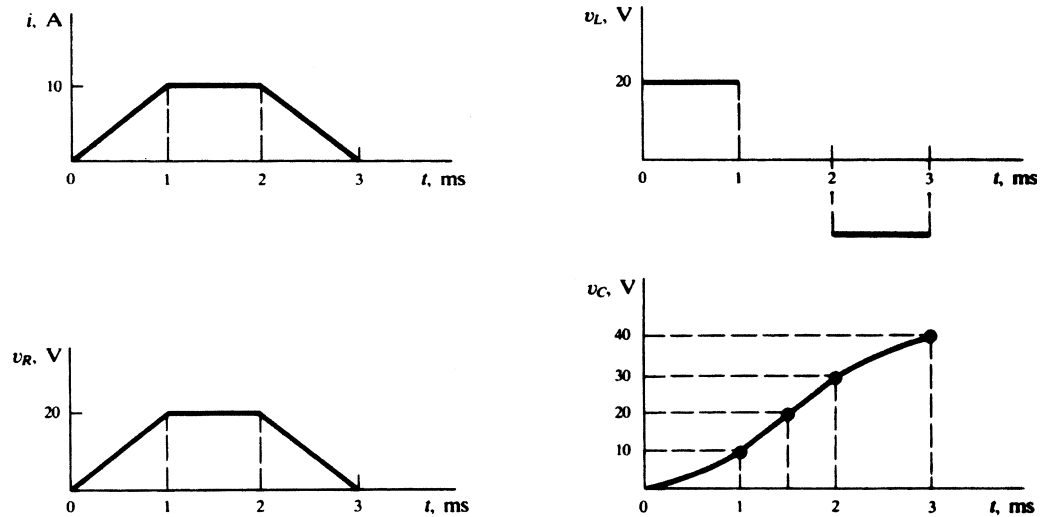 i, A
10
0 1 2 3 t, ms
v_L, V
20
0 1 2 3 t, ms
v_R, V
20
0 1 2 3 t, ms
v_C, V
40
30
20
10
0 1 2 3 t, ms